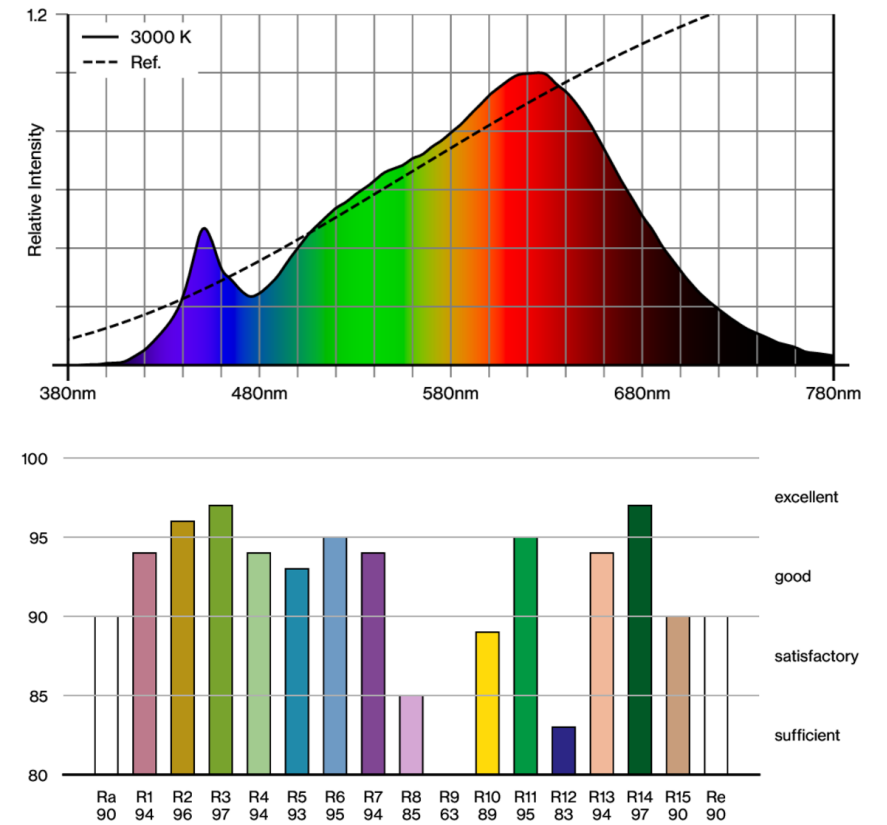 1.2
3000 K
Ref.
Relative Intensity
380nm 480nm 580nm 680nm 780nm
100
excellent
95
good
90
satisfactory
85
sufficient
80
Ra R1 R2 R3 R4 R5 R6 R7 R8 R9 R10 R11 R12 R13 R14 R15 Re
90 94 96 97 94 93 95 94 85 63 89 95 83 94 97 90 90